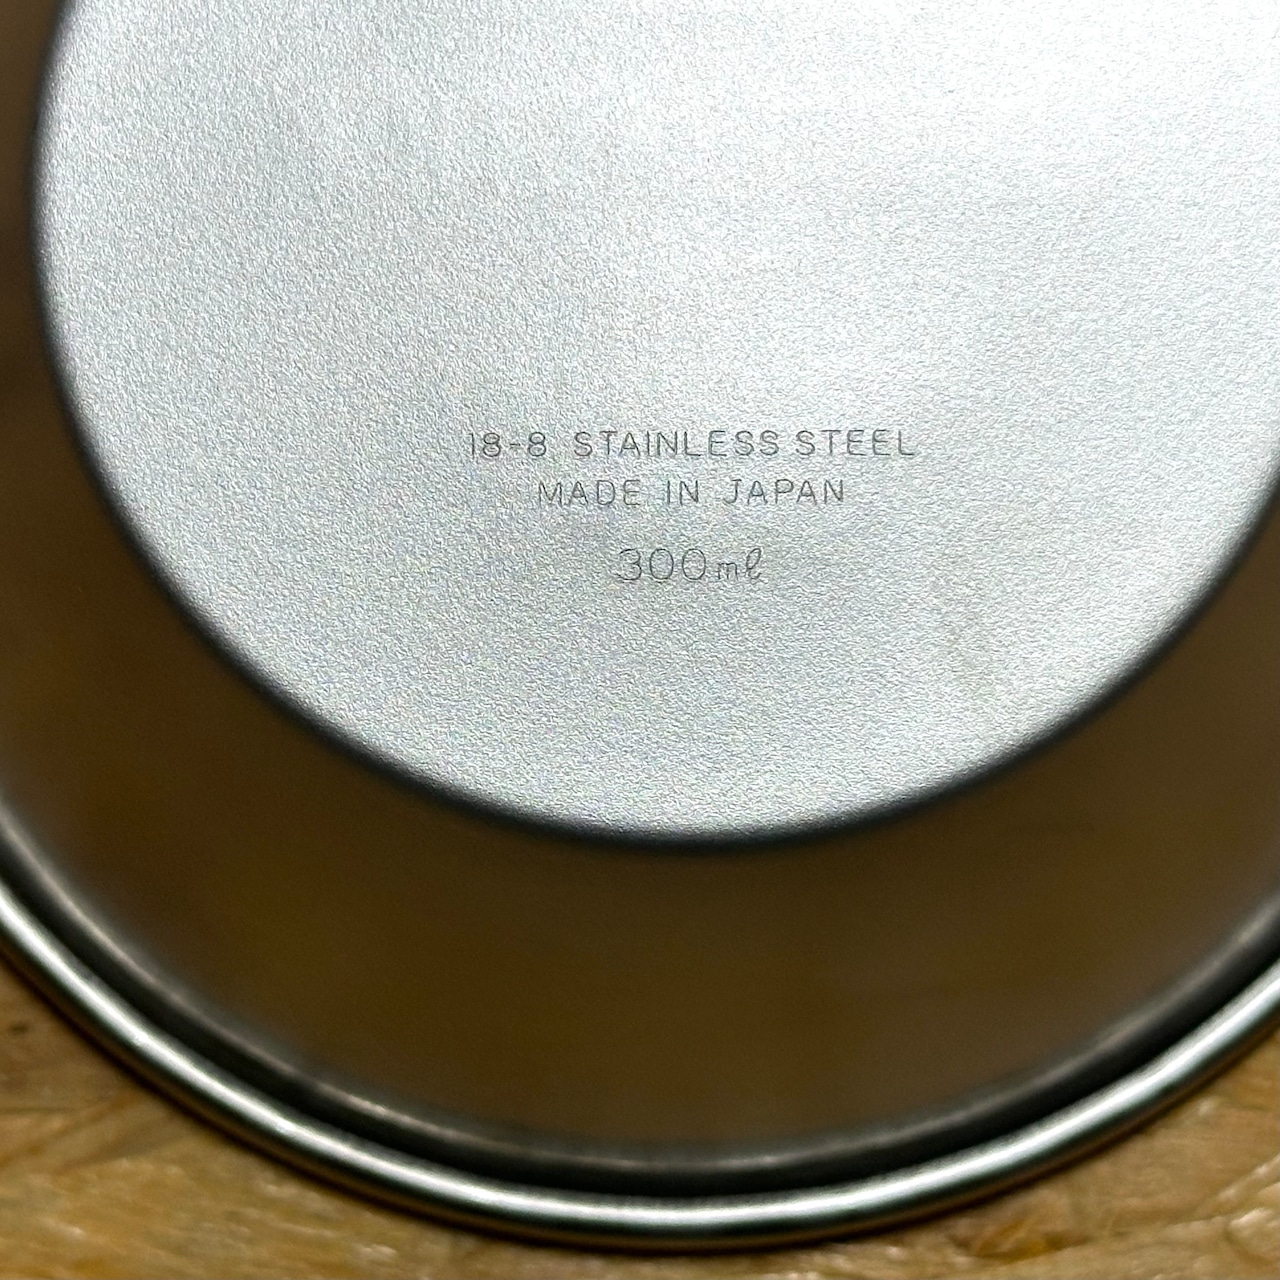 18-8 STAINLESS STEEL
MADE IN JAPAN
300ml